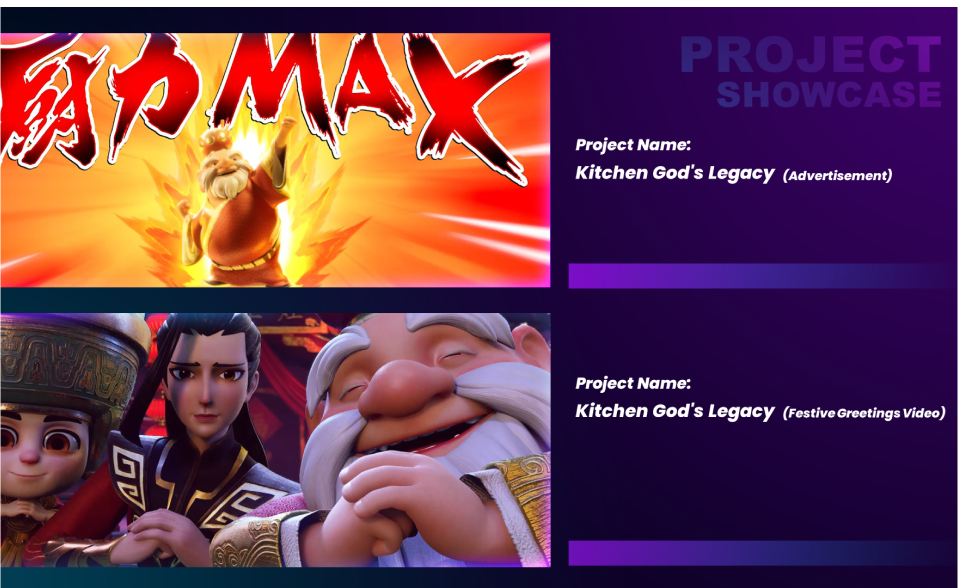 力MAX
PROJECT
SHOWCASE
Project Name:
Kitchen God's Legacy (Advertisement)
Project Name:
Kitchen God's Legacy (Festive Greetings Video)